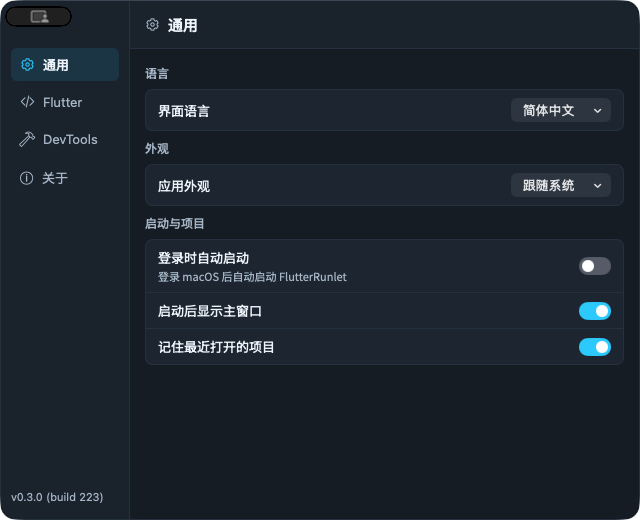 通用
Flutter
DevTools
关于
v0.3.0 (build 223)
通用
语言
界面语言 简体中文
外观
应用外观 跟随系统
启动与项目
登录时自动启动
登录 macOS 后自动启动 FlutterRunlet
启动后显示主窗口
记住最近打开的项目